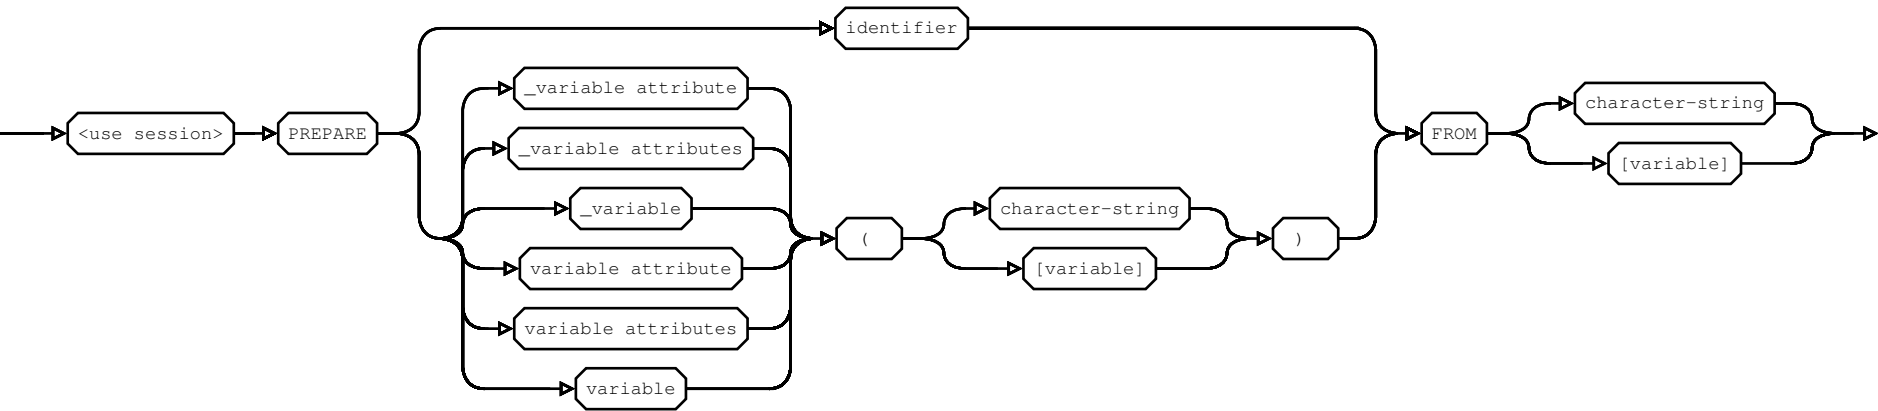 identifier
_variable attribute
<use session> PREPARE FROM character-string
_variable attributes
[variable]
_variable character-string
( )
variable attribute [variable]
variable attributes
variable